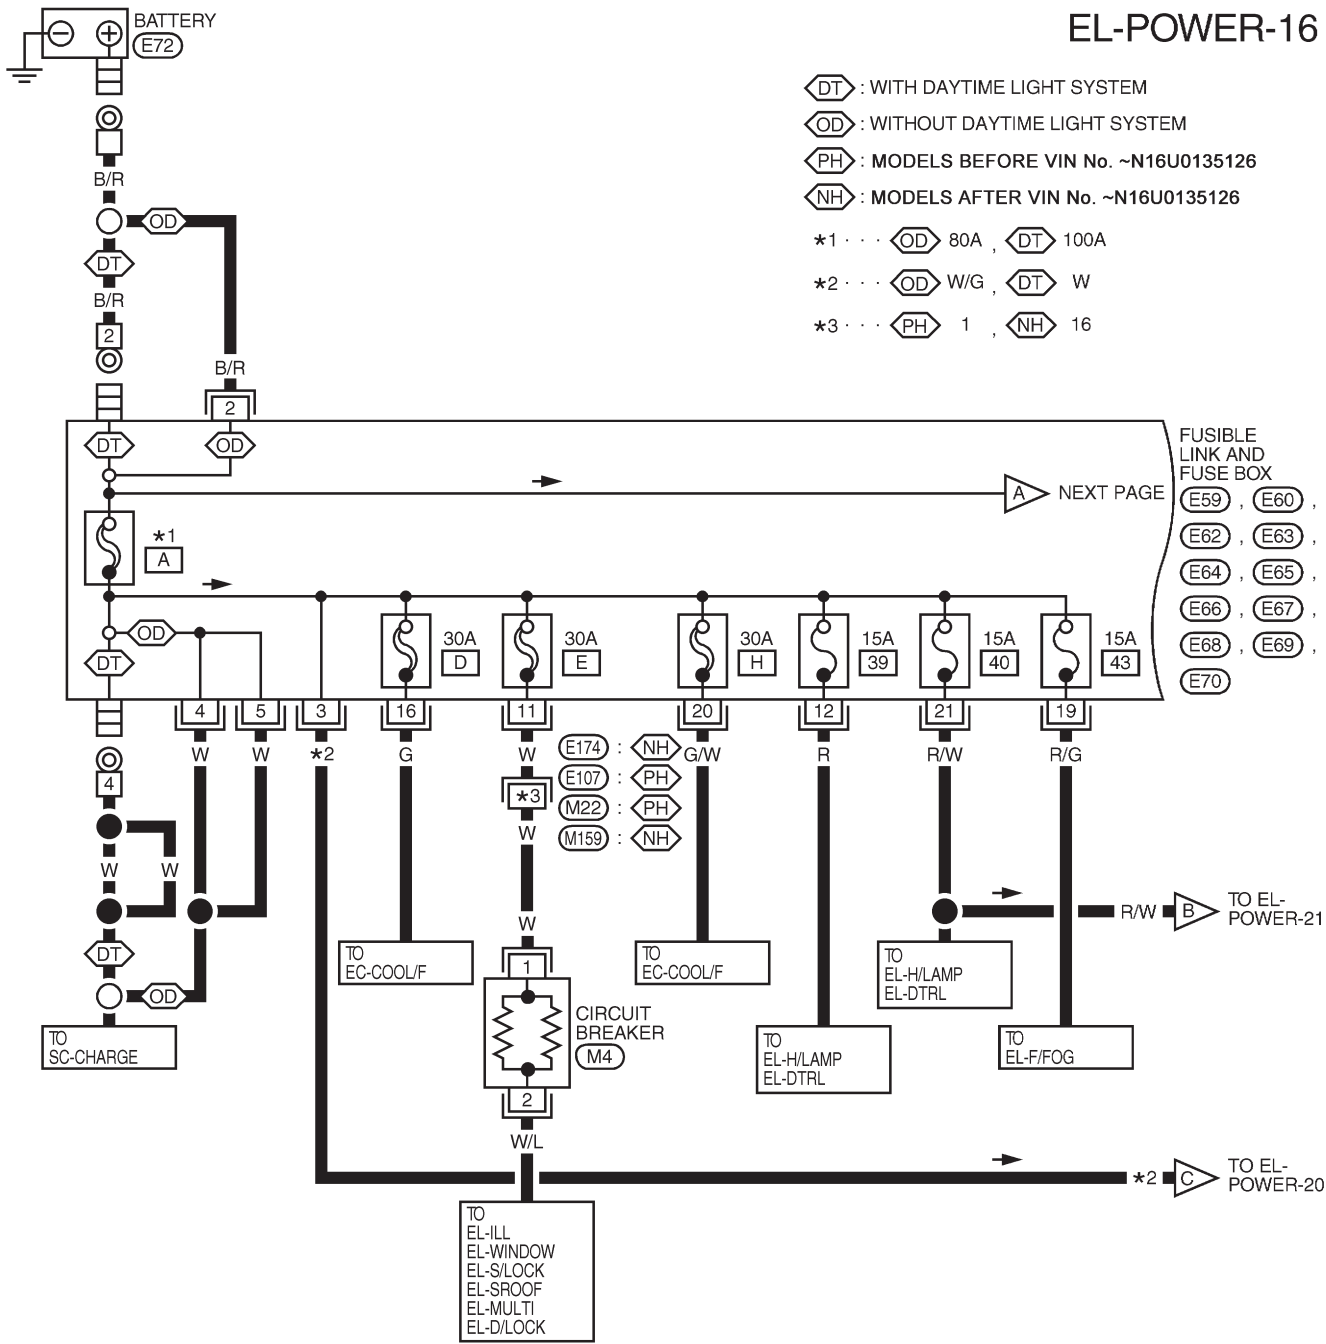 EL-POWER-16
BATTERY
E72
DT : WITH DAYTIME LIGHT SYSTEM
OD : WITHOUT DAYTIME LIGHT SYSTEM
PH : MODELS BEFORE VIN No. ~N16U0135126
NH : MODELS AFTER VIN No. ~N16U0135126
*1 · · · OD 80A , DT 100A
*2 · · · OD W/G , DT W
*3 · · · PH 1 , NH 16
B/R
OD
DT
B/R
2
B/R
2
DT
OD
A
NEXT PAGE
FUSIBLE
LINK AND
FUSE BOX
E59 , E60 ,
E62 , E63 ,
E64 , E65 ,
E66 , E67 ,
E68 , E69 ,
E70
*1
A
OD
DT
30A
D
30A
E
30A
H
15A
39
15A
40
15A
43
4 5 3 16 11 20 12 21 19
W W *2 G W G/W R R/W R/G
E174 : NH
E107 : PH
M22 : PH
M159 : NH
4
*3
W
W W
W
DT
OD
TO
SC-CHARGE
TO
EC-COOL/F
1
CIRCUIT
BREAKER
M4
2
W/L
TO
EC-COOL/F
TO
EL-H/LAMP
EL-DTRL
TO
EL-H/LAMP
EL-DTRL
TO
EL-F/FOG
R/W B
TO EL-
POWER-21
*2 C
TO EL-
POWER-20
TO
EL-ILL
EL-WINDOW
EL-S/LOCK
EL-SROOF
EL-MULTI
EL-D/LOCK